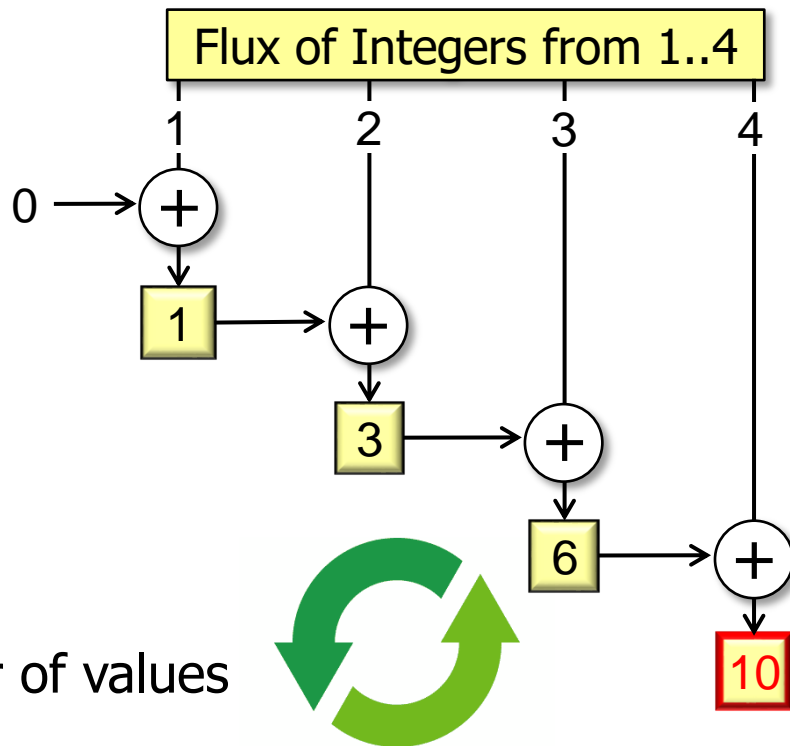 Flux of Integers from 1..4
1 2 3 4
0 +
1 +
3 +
6 +
r of values
10